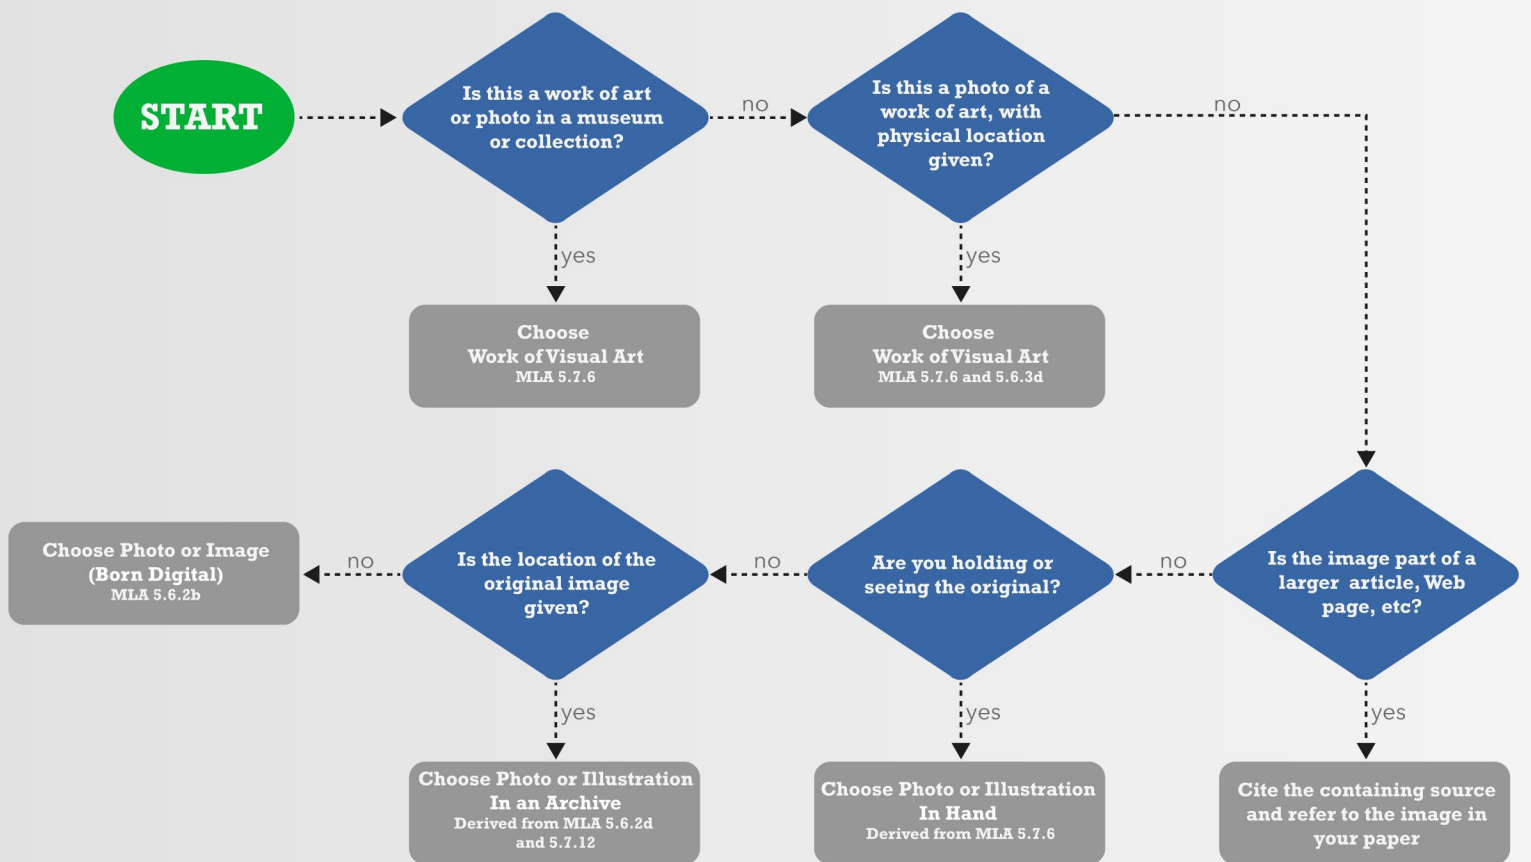 START
Is this a work of art
or photo in a museum
or collection?
no
Is this a photo of a
work of art, with
physical location
given?
no
yes
yes
Choose
Work of Visual Art
MLA 5.7.6
Choose
Work of Visual Art
MLA 5.7.6 and 5.6.3d
Is the image part of a
larger article, Web
page, etc?
no
Are you holding or
seeing the original?
no
Is the location of the
original image
given?
no
Choose Photo or Image
(Born Digital)
MLA 5.6.2b
yes
yes
yes
Choose Photo or Illustration
In an Archive
Derived from MLA 5.6.2d
and 5.7.12
Choose Photo or Illustration
In Hand
Derived from MLA 5.7.6
Cite the containing source
and refer to the image in
your paper